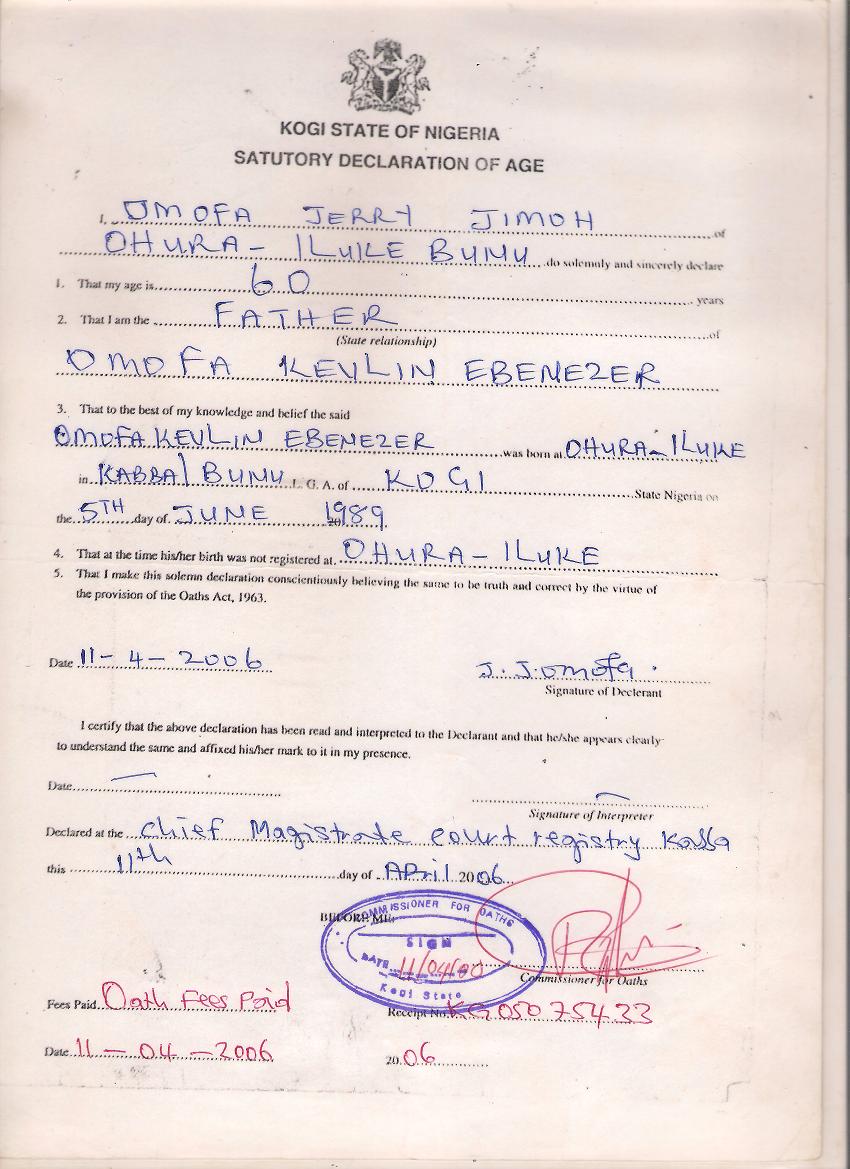 KOGI STATE OF NIGERIA
SATUTORY DECLARATION OF AGE
I, OMOFA JERRY JIMOH of
OHURA - ILUKE BUNU do solemnly and sincerely declare
1. That my age is 60 years
2. That I am the FATHER of
(State relationship)
OMOFA KEVLIN EBENEZER
3. That to the best of my knowledge and belief the said
OMOFA KEVLIN EBENEZER was born at OHURA - ILUKE
in KABBA/BUNU L.G.A. of KOGI State Nigeria on
the 5TH day of JUNE 1989
4. That at the time his/her birth was not registered at OHURA - ILUKE
5. That I make this solemn declaration conscientiously believing the same to be truth and correct by the virtue of
the provision of the Oaths Act, 1963.
Date 11 - 4 - 2006 J. J. Omofa
Signature of Declerant
I certify that the above declaration has been read and interpreted to the Declarant and that he/she appears clearly
to understand the same and affixed his/her mark to it in my presence.
Date
Signature of Interpreter
Declared at the Chief Magistrate court registry Kabba
this 11th day of April 2006
BEFORE ME:
COMMISSIONER FOR OATHS
SIGN
DATE 11/04/
Kogi State
Commissioner for Oaths
Fees Paid Oath Fees Paid Receipt No. KG 050 75433
Date 11 - 04 - 2006 2006